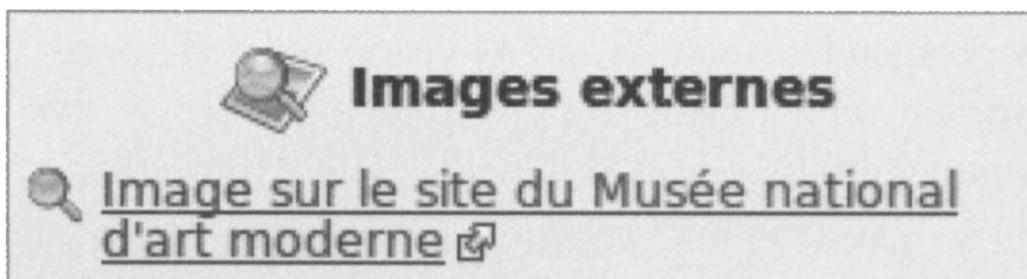 Images externes
Image sur le site du Musée national
d'art moderne